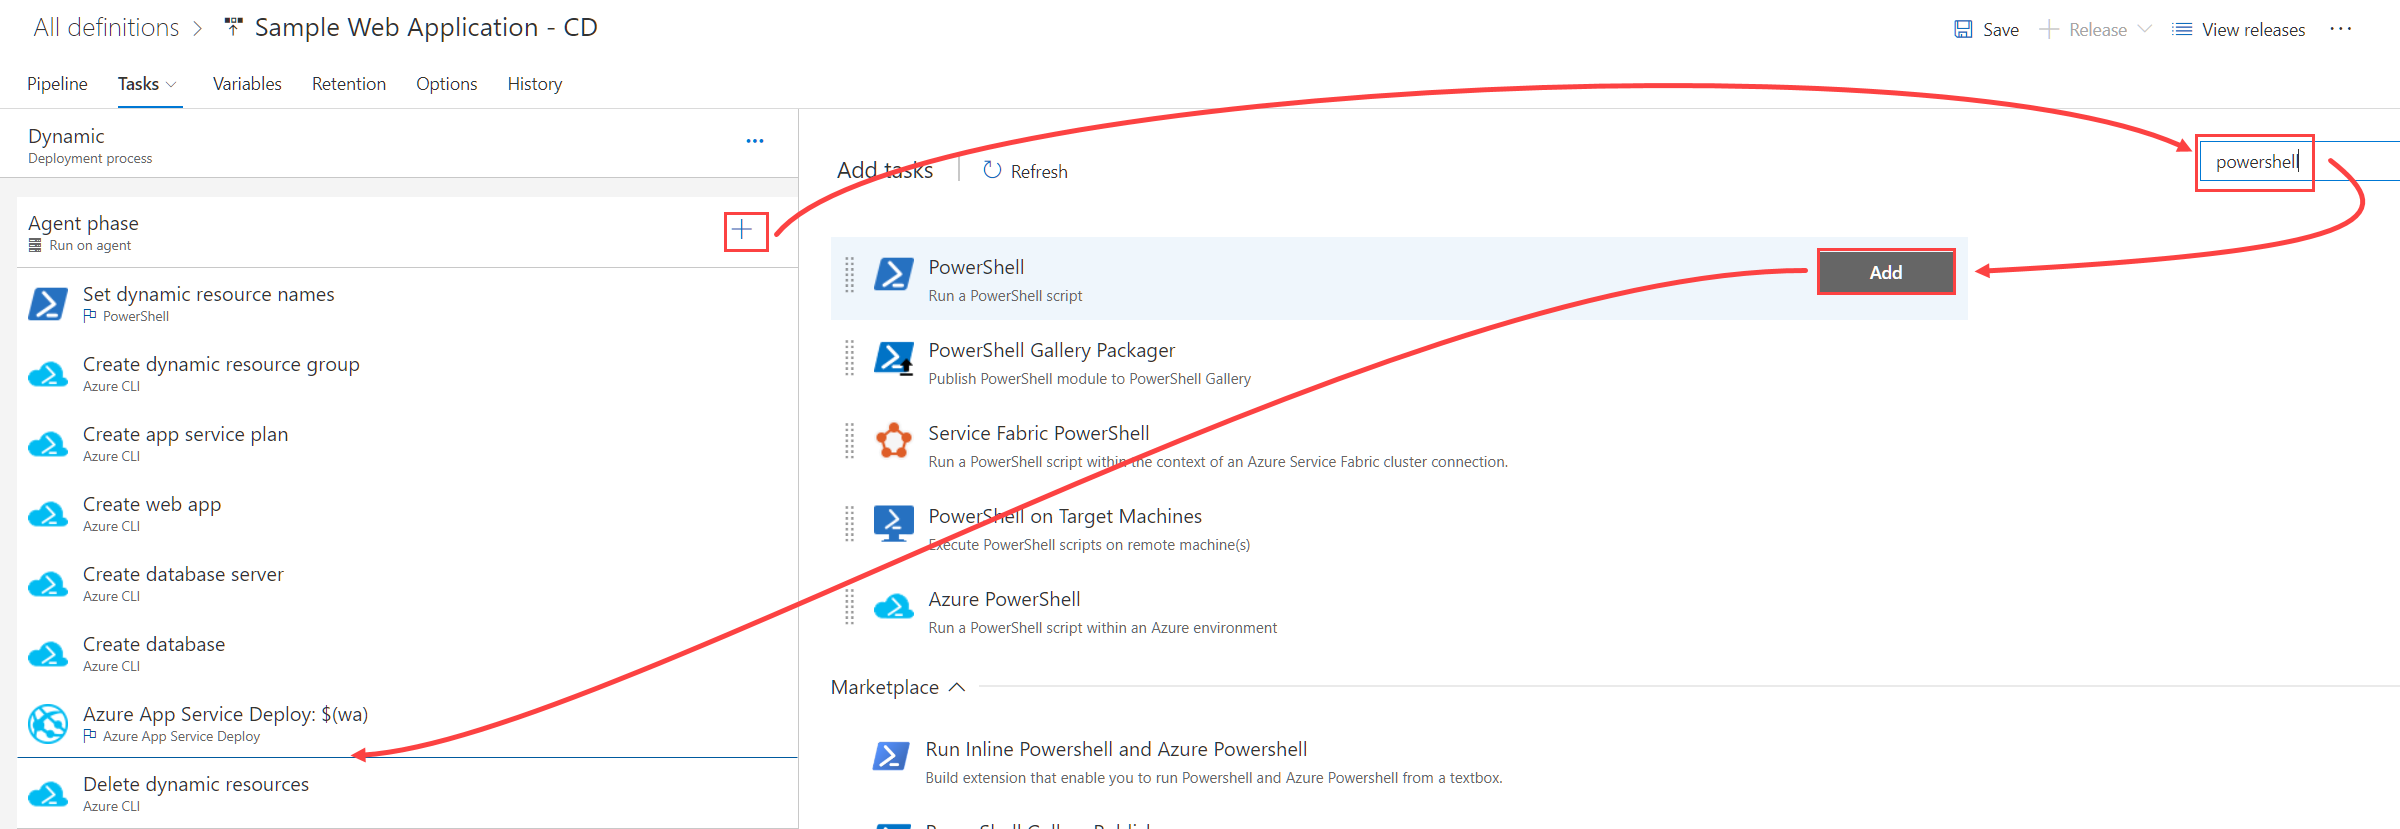 All definitions
Sample Web Application - CD
Save
Release
View releases
Pipeline
Tasks
Variables
Retention
Options
History
Dynamic
Deployment process
Add tasks
Refresh
powershell
Agent phase
Run on agent
Set dynamic resource names
PowerShell
Create dynamic resource group
Azure CLI
Create app service plan
Azure CLI
Create web app
Azure CLI
Create database server
Azure CLI
Create database
Azure CLI
Azure App Service Deploy: $(wa)
Azure App Service Deploy
Delete dynamic resources
Azure CLI
PowerShell
Run a PowerShell script
Add
PowerShell Gallery Packager
Publish PowerShell module to PowerShell Gallery
Service Fabric PowerShell
Run a PowerShell script within the context of an Azure Service Fabric cluster connection.
PowerShell on Target Machines
Execute PowerShell scripts on remote machine(s)
Azure PowerShell
Run a PowerShell script within an Azure environment
Marketplace
Run Inline Powershell and Azure Powershell
Build extension that enable you to run Powershell and Azure Powershell from a textbox.